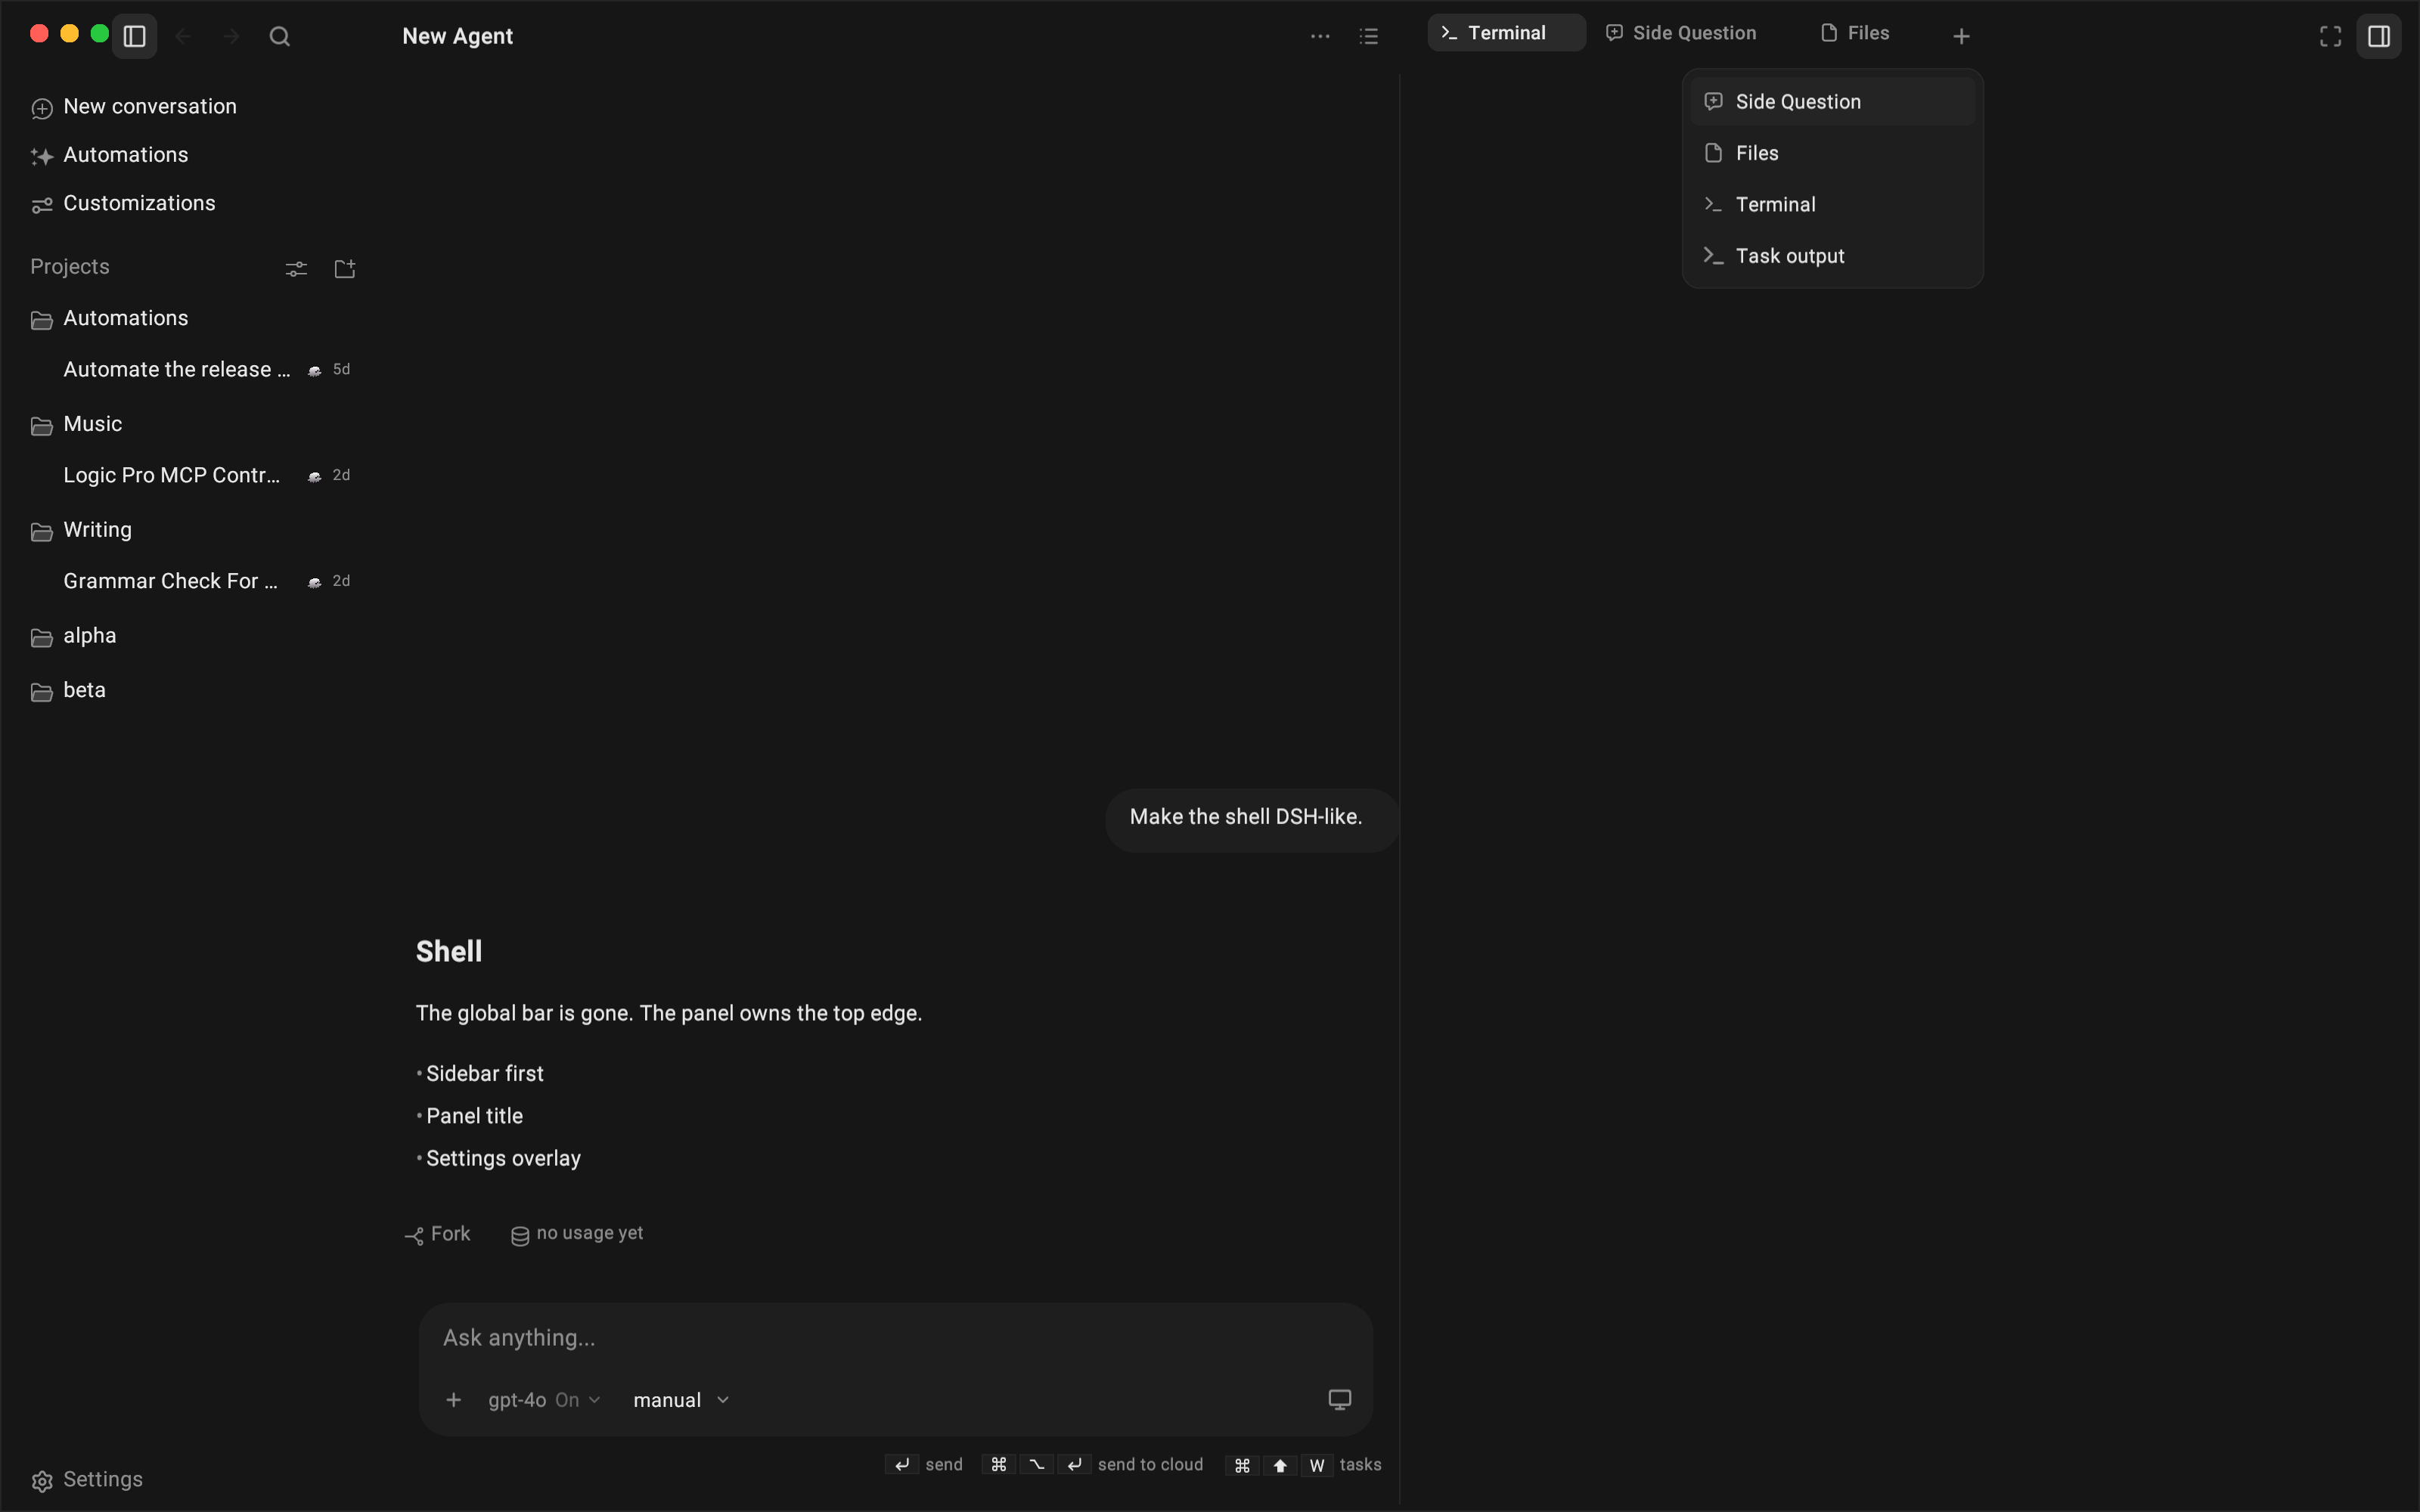 New Agent
Terminal
Side Question
Files
New conversation
Automations
Customizations
Projects
Automations
Automate the release ... 5d
Music
Logic Pro MCP Contr... 2d
Writing
Grammar Check For ... 2d
alpha
beta
Settings
Make the shell DSH-like.
Shell
The global bar is gone. The panel owns the top edge.
• Sidebar first
• Panel title
• Settings overlay
Fork no usage yet
Ask anything...
gpt-4o On manual
send ⌘ ⌥ send to cloud ⌘ W tasks
Side Question
Files
Terminal
Task output